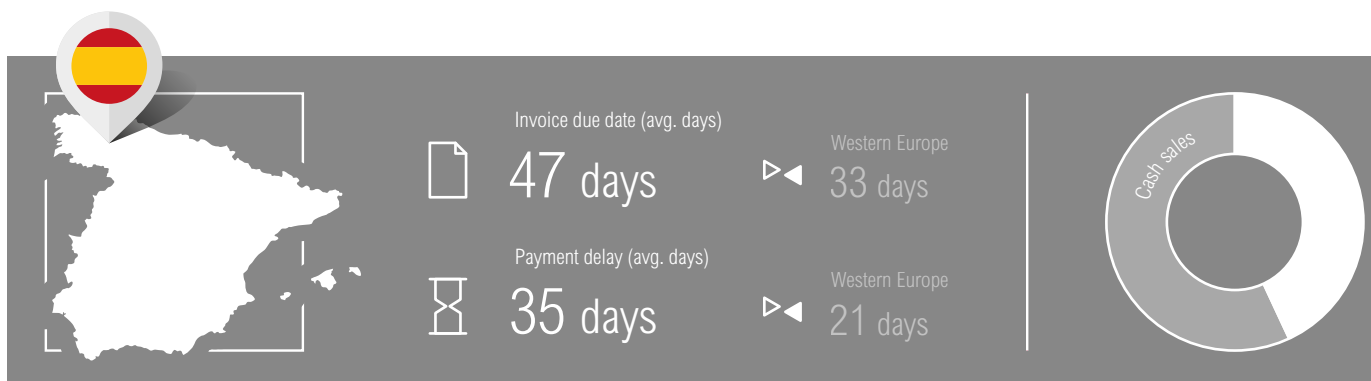 Invoice due date (avg. days)
47 days
Western Europe
33 days
Payment delay (avg. days)
35 days
Western Europe
21 days
Cash sales